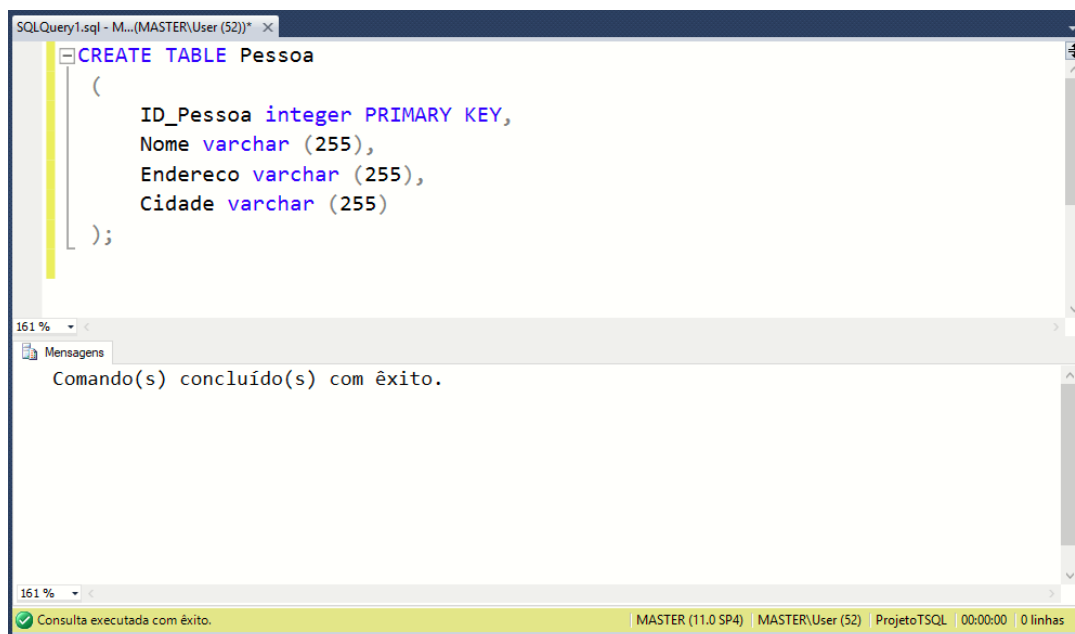 SQLQuery1.sql - M...(MASTER\User (52))*
CREATE TABLE Pessoa
(
ID_Pessoa integer PRIMARY KEY,
Nome varchar (255),
Endereco varchar (255),
Cidade varchar (255)
);
161 %
Mensagens
Comando(s) concluído(s) com êxito.
161 %
Consulta executada com êxito. MASTER (11.0 SP4) MASTER\User (52) ProjetoTSQL 00:00:00 0 linhas